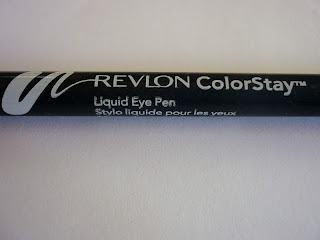 REVLON ColorStay™
Liquid Eye Pen
Stylo liquide pour les yeux